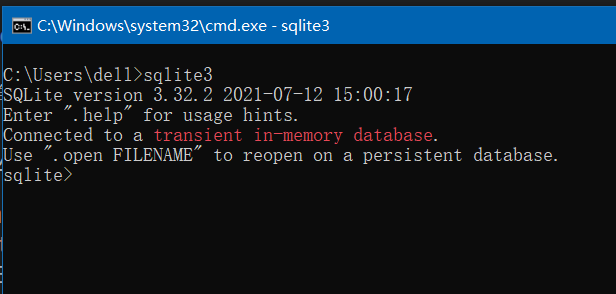 C:\Windows\system32\cmd.exe - sqlite3
C:\Users\dell>sqlite3
SQLite version 3.32.2 2021-07-12 15:00:17
Enter ".help" for usage hints.
Connected to a transient in-memory database.
Use ".open FILENAME" to reopen on a persistent database.
sqlite>